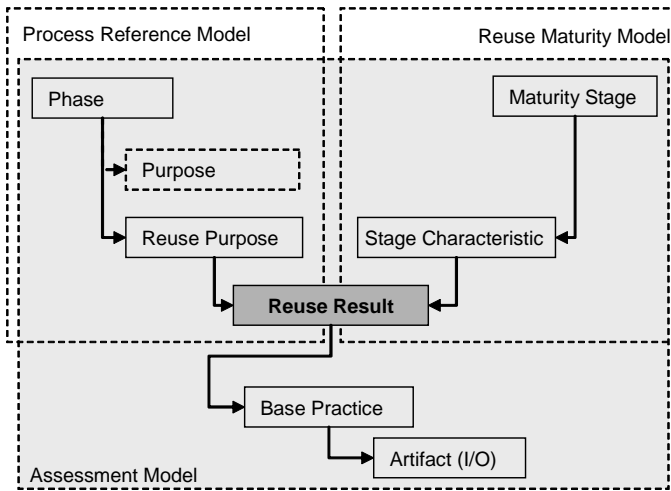 Process Reference Model
Reuse Maturity Model
Phase
Maturity Stage
Purpose
Reuse Purpose
Stage Characteristic
Reuse Result
Base Practice
Artifact (I/O)
Assessment Model